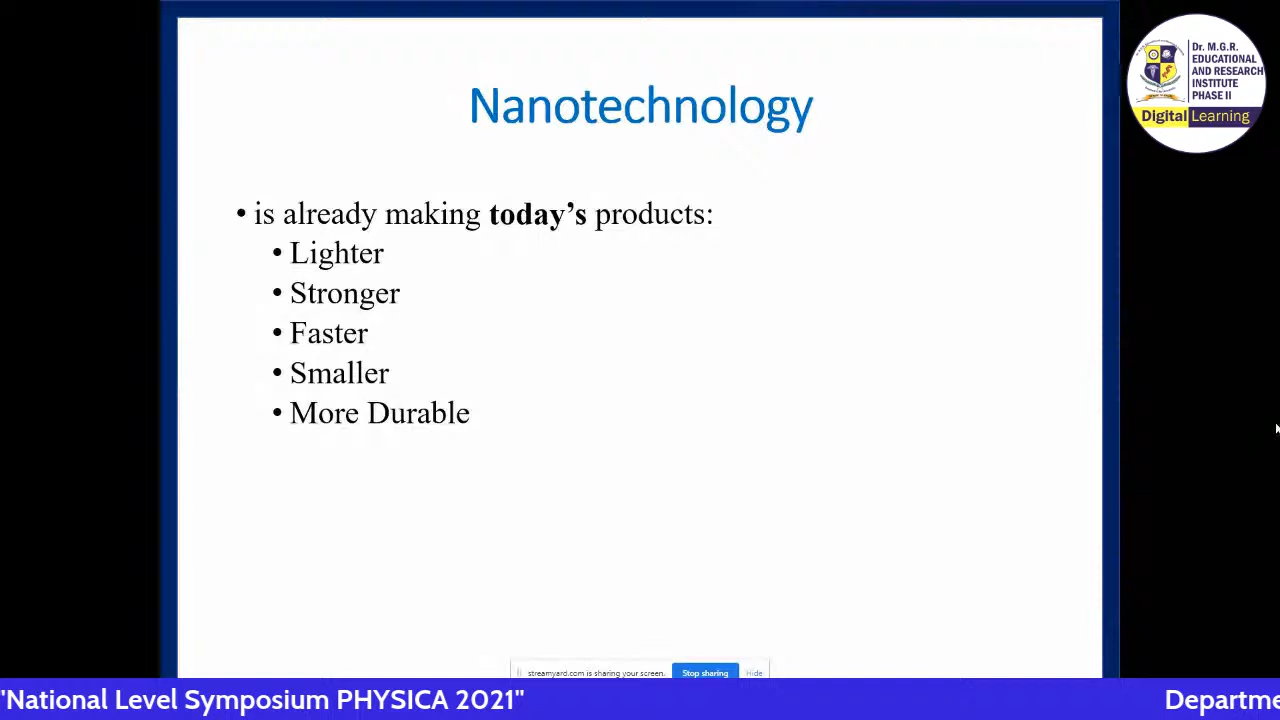 Nanotechnology
• is already making today's products:
• Lighter
• Stronger
• Faster
• Smaller
• More Durable
Dr. M.G.R.
EDUCATIONAL
AND RESEARCH
INSTITUTE
PHASE II
Digital Learning
streamyard.com is sharing your screen. Stop sharing Hide
"National Level Symposium PHYSICA 2021" Departme